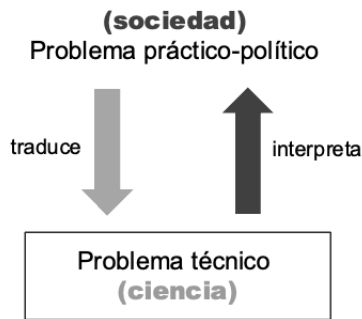 (sociedad)
Problema práctico-político
traduce
interpreta
Problema técnico
(ciencia)